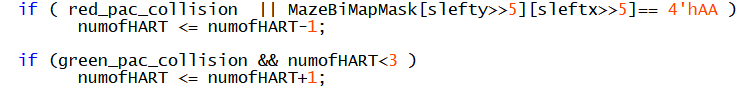 if ( red_pac_collision  || MazeBiMapMask[slefty>>5][sleftx>>5]== 4'hAA )
numofHART <= numofHART-1;
if (green_pac_collision && numofHART<3 )
numofHART <= numofHART+1;